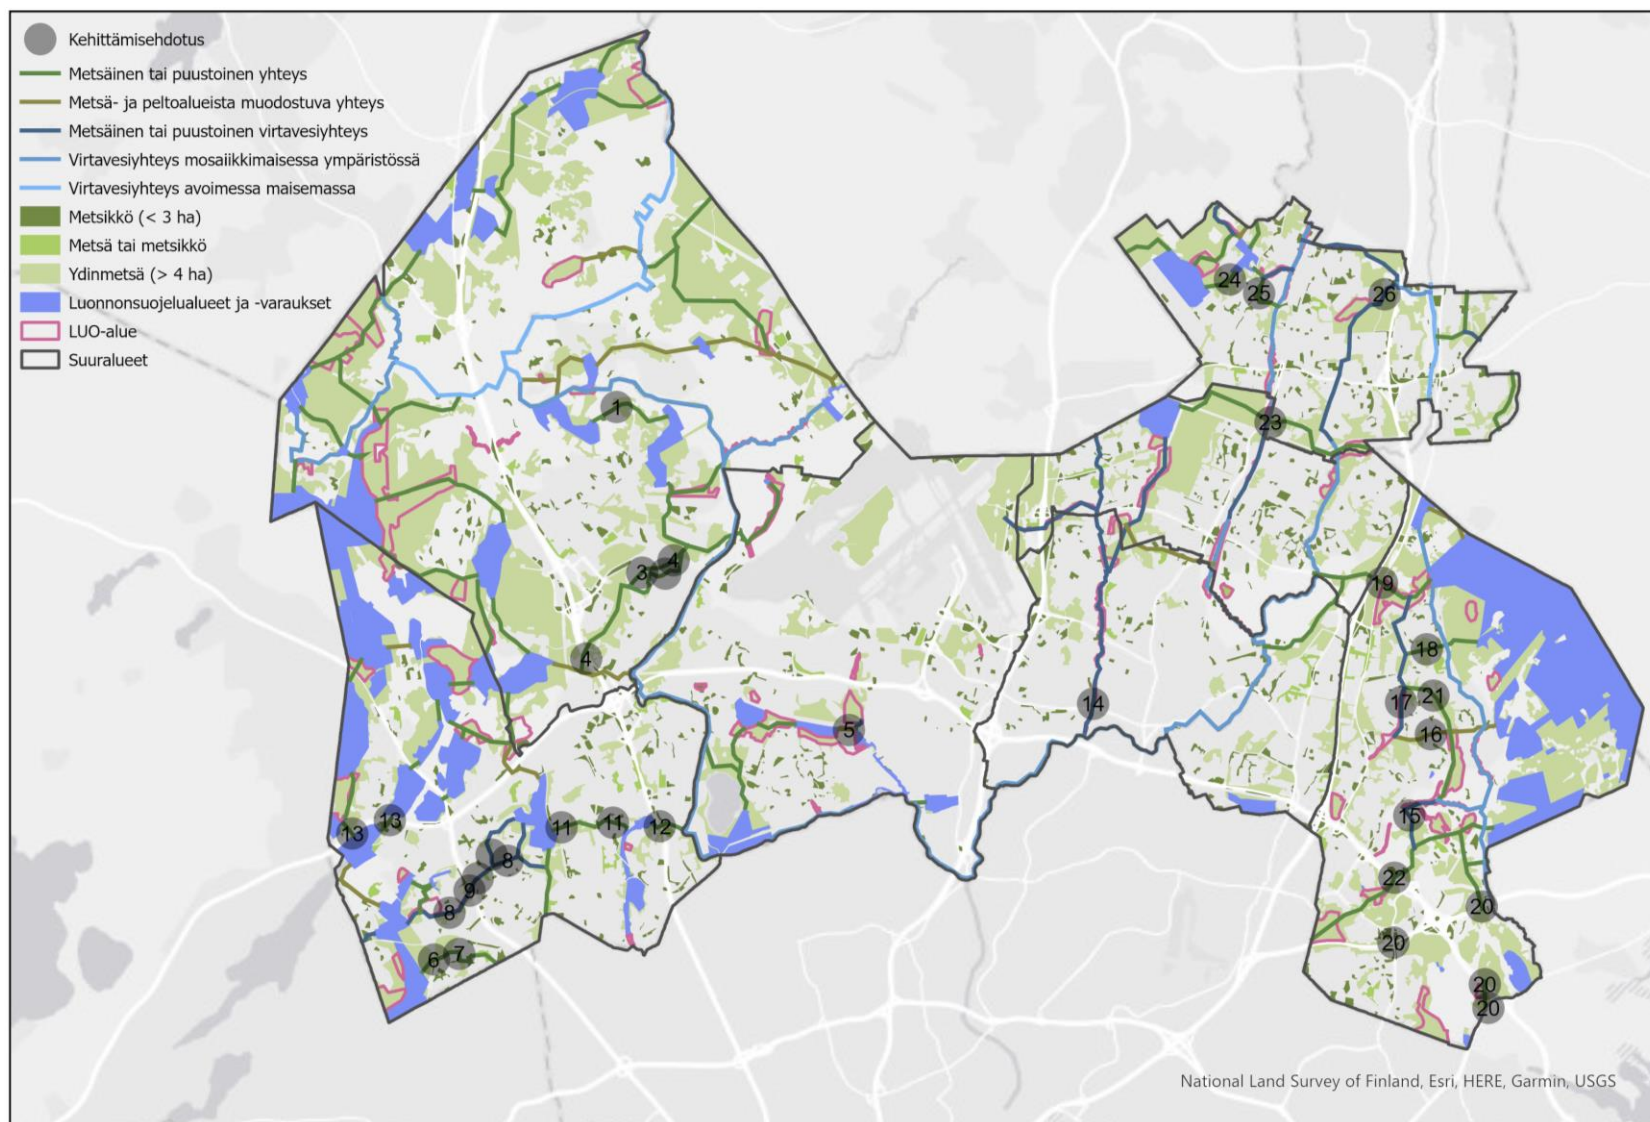 Kehittämisehdotus
Metsäinen tai puustoinen yhteys
Metsä- ja peltoalueista muodostuva yhteys
Metsäinen tai puustoinen virtavesiyhteys
Virtavesiyhteys mosaiikkimaisessa ympäristössä
Virtavesiyhteys avoimessa maisemassa
Metsikkö (< 3 ha)
Metsä tai metsikkö
Ydinmetsä (> 4 ha)
Luonnonsuojelualueet ja -varaukset
LUO-alue
Suuralueet
24
25
26
1
23
3
4
19
4
18
21
17
14
16
5
15
13
13
11
11
12
8
22
9
20
8
20
6
7
20
20
National Land Survey of Finland, Esri, HERE, Garmin, USGS